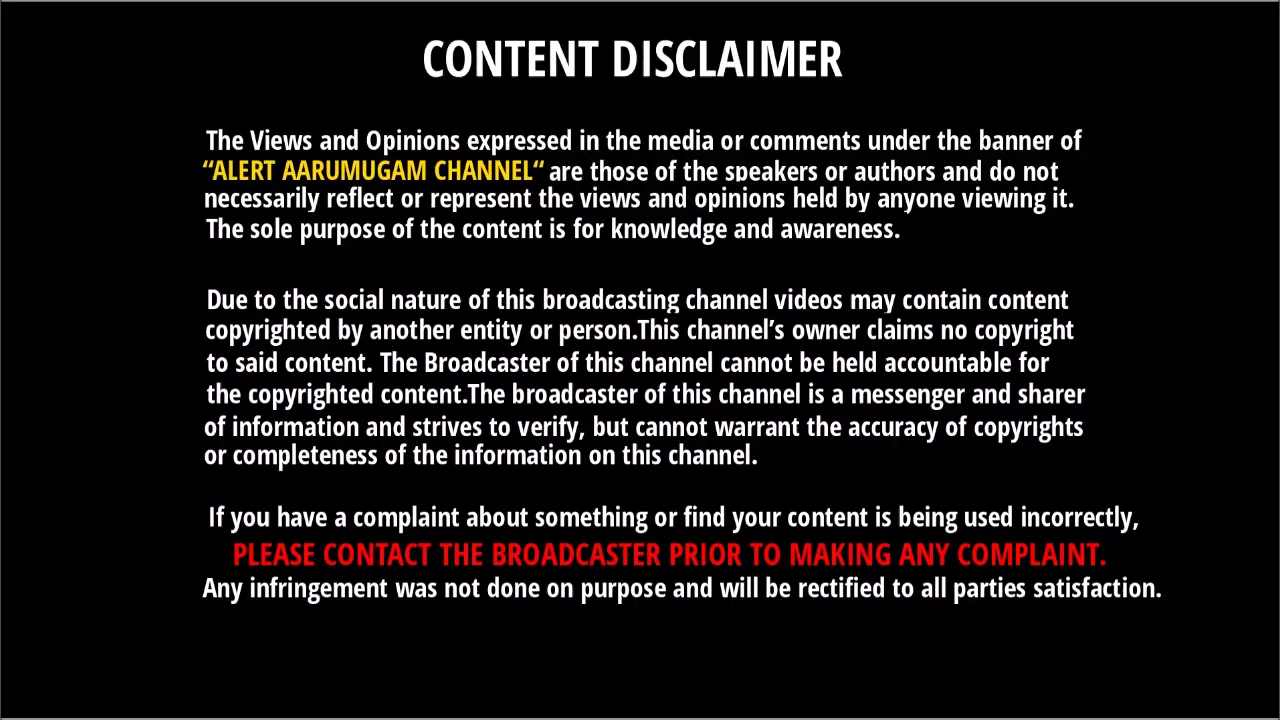 CONTENT DISCLAIMER
The Views and Opinions expressed in the media or comments under the banner of
“ALERT AARUMUGAM CHANNEL“ are those of the speakers or authors and do not
necessarily reflect or represent the views and opinions held by anyone viewing it.
The sole purpose of the content is for knowledge and awareness.
Due to the social nature of this broadcasting channel videos may contain content
copyrighted by another entity or person.This channel’s owner claims no copyright
to said content. The Broadcaster of this channel cannot be held accountable for
the copyrighted content.The broadcaster of this channel is a messenger and sharer
of information and strives to verify, but cannot warrant the accuracy of copyrights
or completeness of the information on this channel.
If you have a complaint about something or find your content is being used incorrectly,
PLEASE CONTACT THE BROADCASTER PRIOR TO MAKING ANY COMPLAINT.
Any infringement was not done on purpose and will be rectified to all parties satisfaction.